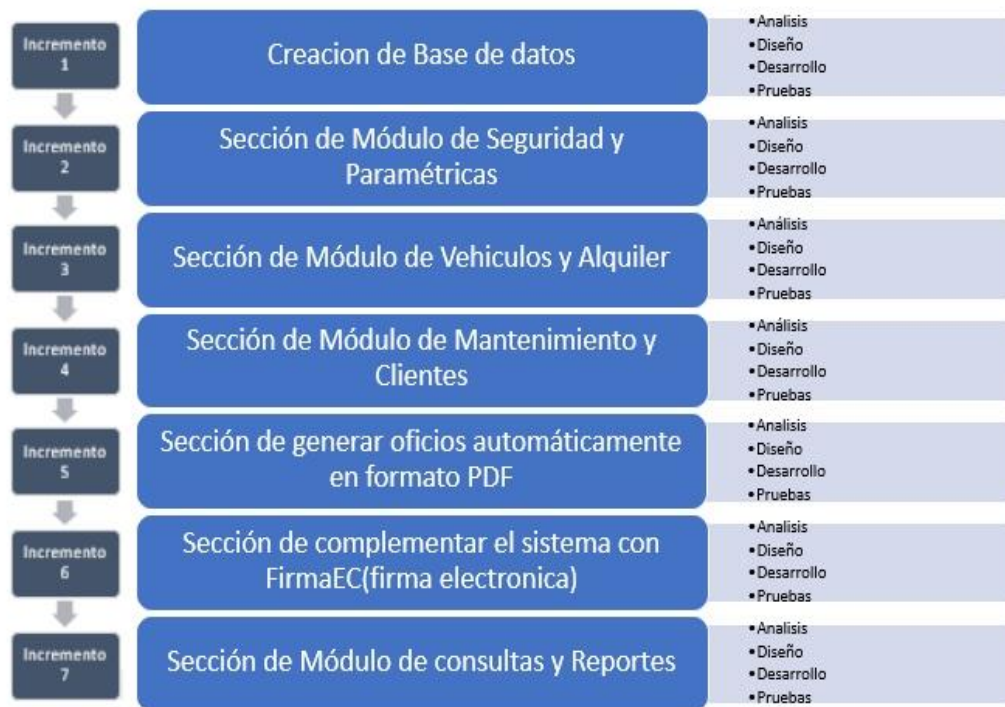 Incremento
1
Creacion de Base de datos
•Analisis
•Diseño
•Desarrollo
•Pruebas
Incremento
2
Sección de Módulo de Seguridad y
Paramétricas
•Analisis
•Diseño
•Desarrollo
•Pruebas
Incremento
3
Sección de Módulo de Vehiculos y Alquiler
•Análisis
•Diseño
•Desarrollo
•Pruebas
Incremento
4
Sección de Módulo de Mantenimiento y
Clientes
•Análisis
•Diseño
•Desarrollo
•Pruebas
Incremento
5
Sección de generar oficios automáticamente
en formato PDF
•Analisis
•Diseño
•Desarrollo
•Pruebas
Incremento
6
Sección de complementar el sistema con
FirmaEC(firma electronica)
•Analisis
•Diseño
•Desarrollo
•Pruebas
Incremento
7
Sección de Módulo de consultas y Reportes
•Analisis
•Diseño
•Desarrollo
•Pruebas